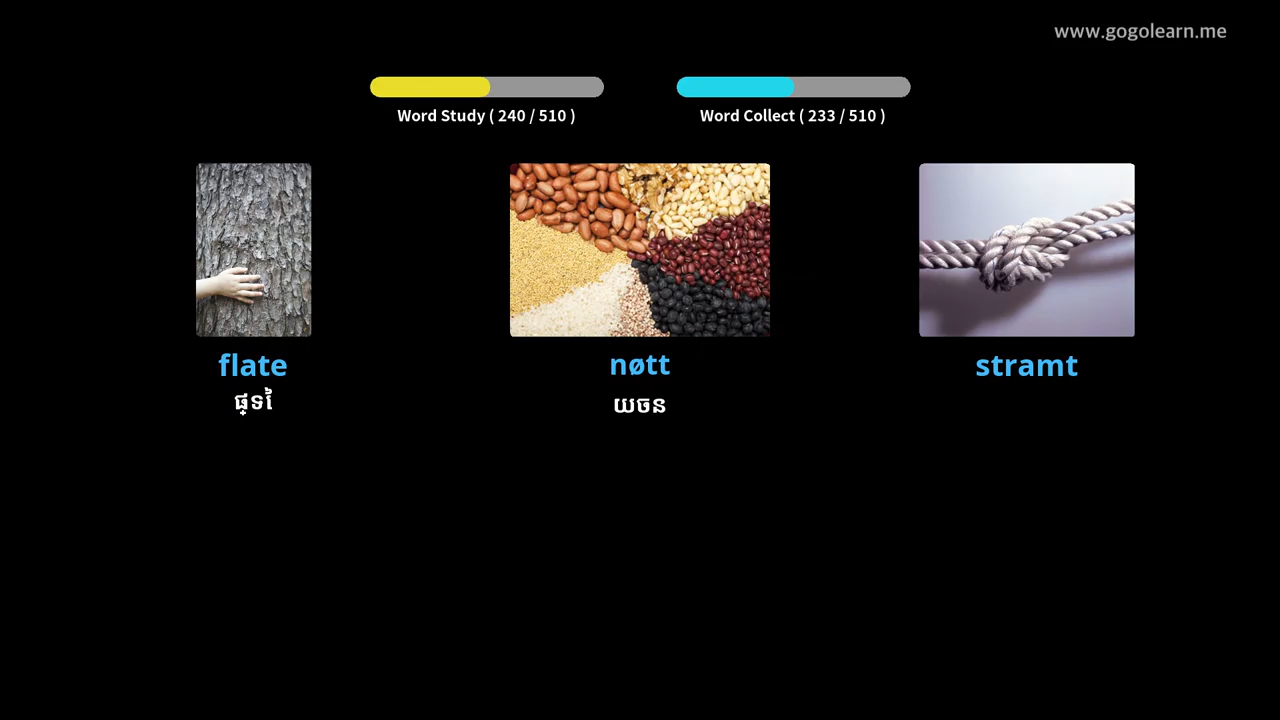 www.gogolearn.me
Word Study ( 240 / 510 )
Word Collect ( 233 / 510 )
flate
ផ្ទៃ
nøtt
យចន
stramt